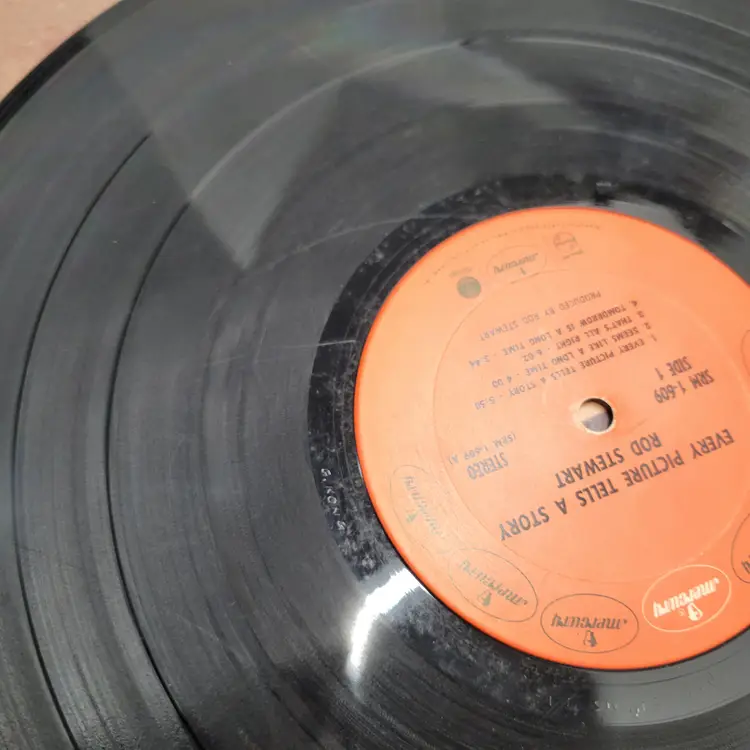 EVERY PICTURE TELLS A STORY
ROD STEWART
SRM 1-609
SIDE 1
STEREO
(SRM 1-609 A)
1. EVERY PICTURE TELLS A STORY - 5:50
2. SEEMS LIKE A LONG TIME - 4:00
3. THAT'S ALL RIGHT - 6:02
4. TOMORROW IS A LONG TIME - 3:44
PRODUCED BY ROD STEWART
mercury
mercury
mercury
mercury
mercury